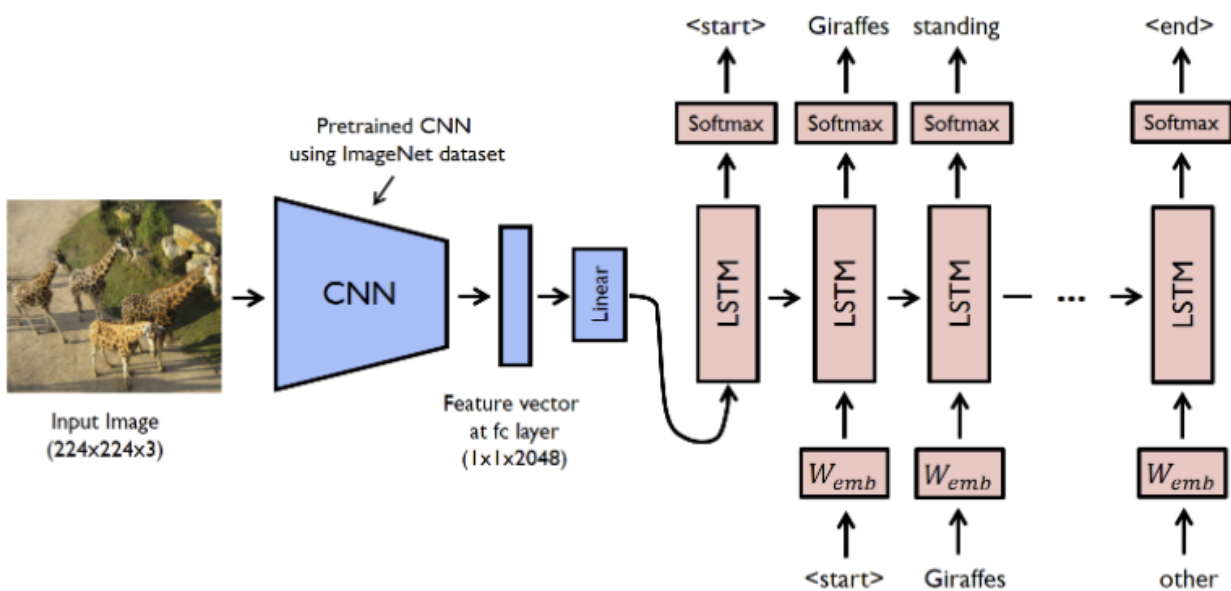 <start> Giraffes standing <end>
Softmax Softmax Softmax Softmax
Pretrained CNN
using ImageNet dataset
CNN
Linear
LSTM LSTM LSTM ... LSTM
Feature vector
at fc layer
(1x1x2048)
Input Image
(224x224x3)
W_emb W_emb W_emb
<start> Giraffes other